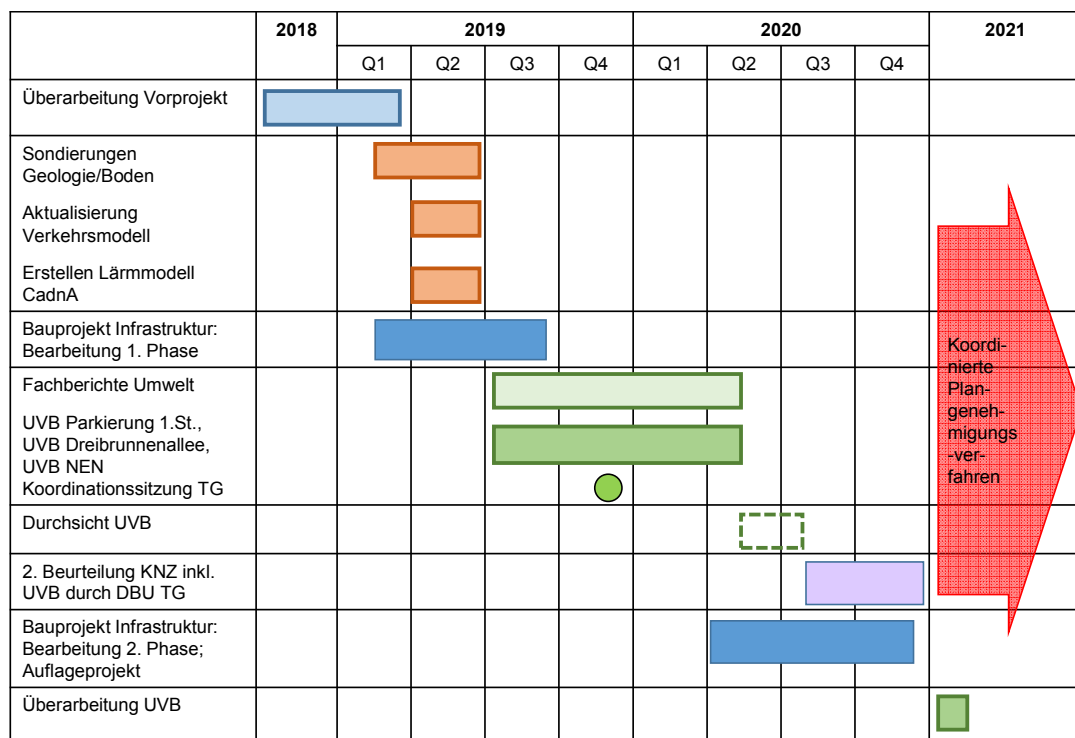 2018 2019 2020 2021
Q1 Q2 Q3 Q4 Q1 Q2 Q3 Q4
Überarbeitung Vorprojekt
Sondierungen
Geologie/Boden
Aktualisierung
Verkehrsmodell
Erstellen Lärmmodell
CadnA
Bauprojekt Infrastruktur:
Bearbeitung 1. Phase
Fachberichte Umwelt
UVB Parkierung 1.St.,
UVB Dreibrunnenallee,
UVB NEN
Koordinationssitzung TG
Durchsicht UVB
2. Beurteilung KNZ inkl.
UVB durch DBU TG
Bauprojekt Infrastruktur:
Bearbeitung 2. Phase;
Auflageprojekt
Überarbeitung UVB
Koordi-
nierte
Plan-
geneh-
migungs
-ver-
fahren